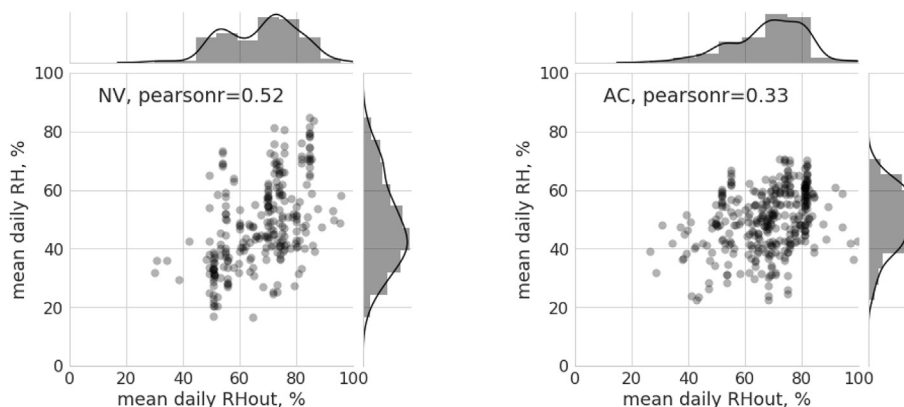 100
80
60
40
20
0
mean daily RH, %
NV, pearsonr=0.52
0 20 40 60 80 100
mean daily RHout, %
100
80
60
40
20
0
mean daily RH, %
AC, pearsonr=0.33
0 20 40 60 80 100
mean daily RHout, %